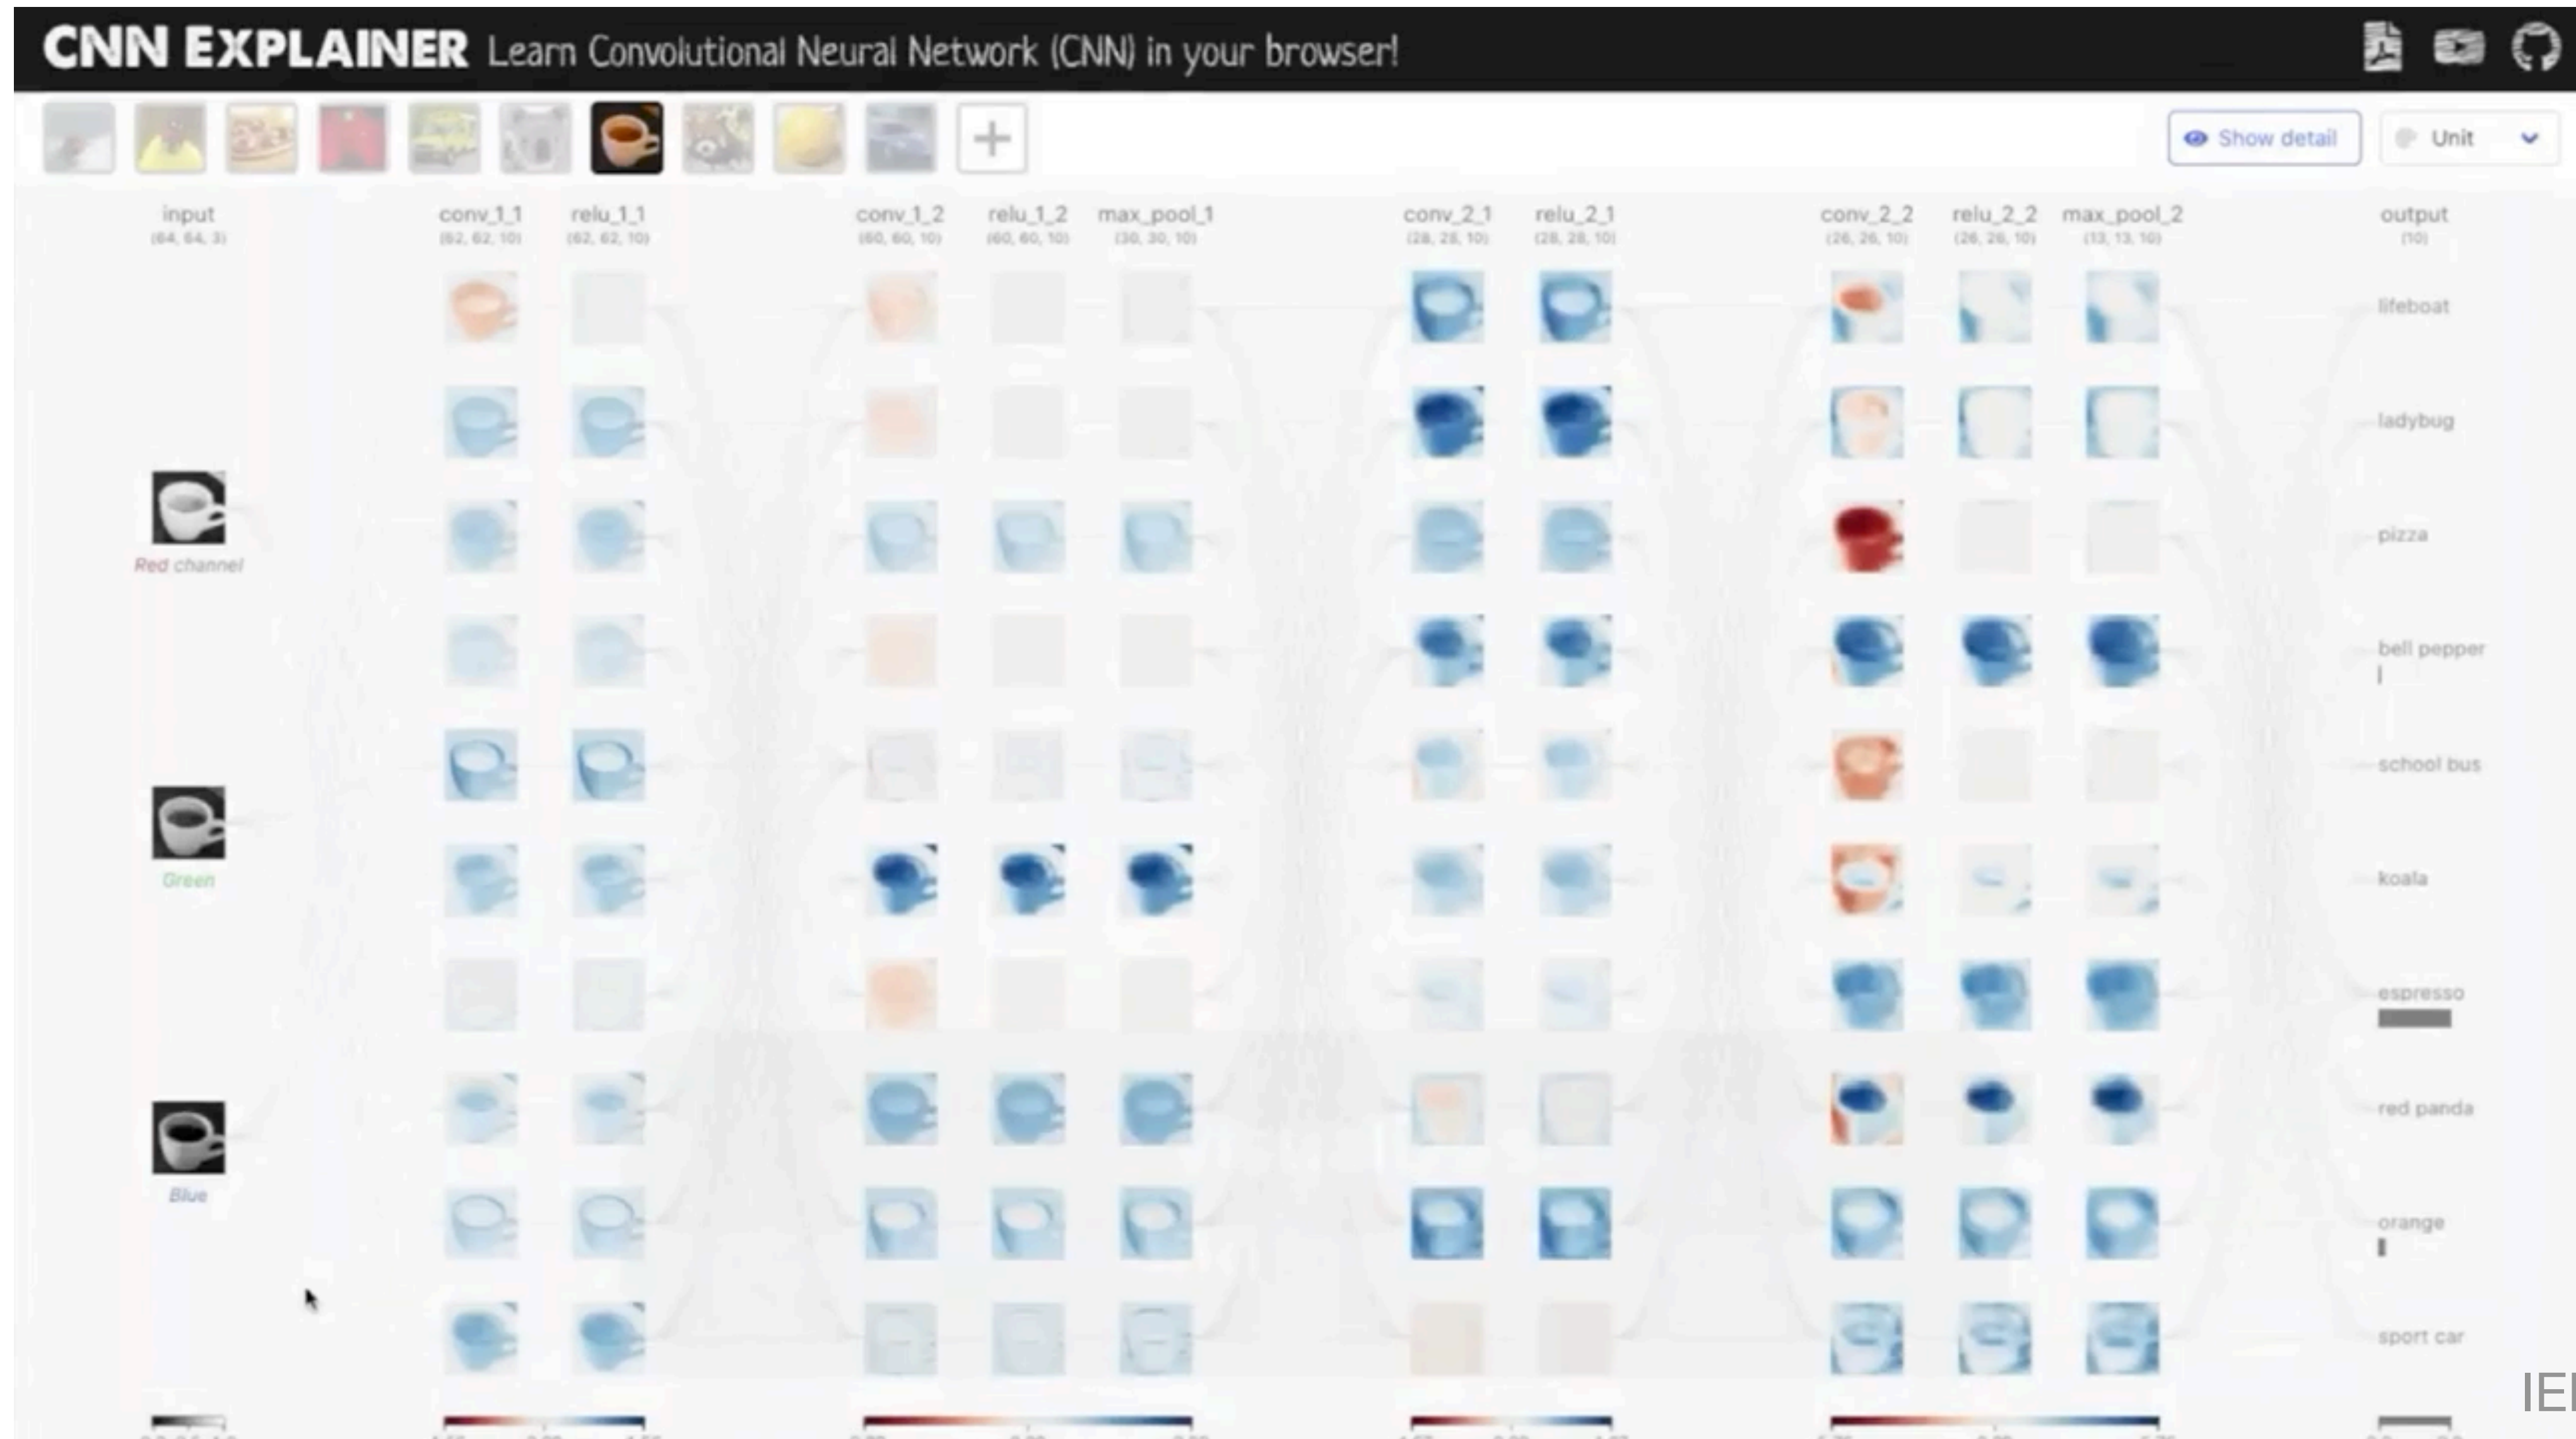 CNN EXPLAINER Learn Convolutional Neural Network (CNN) in your browser!
Show detail Unit
input conv_1_1 relu_1_1 conv_1_2 relu_1_2 max_pool_1 conv_2_1 relu_2_1 conv_2_2 relu_2_2 max_pool_2 output
(64, 64, 3) (62, 62, 10) (62, 62, 10) (60, 60, 10) (60, 60, 10) (30, 30, 10) (28, 28, 10) (28, 28, 10) (26, 26, 10) (26, 26, 10) (13, 13, 10) (10)
lifeboat
ladybug
pizza
Red channel
bell pepper
school bus
koala
Green
espresso
red panda
Blue
orange
sport car